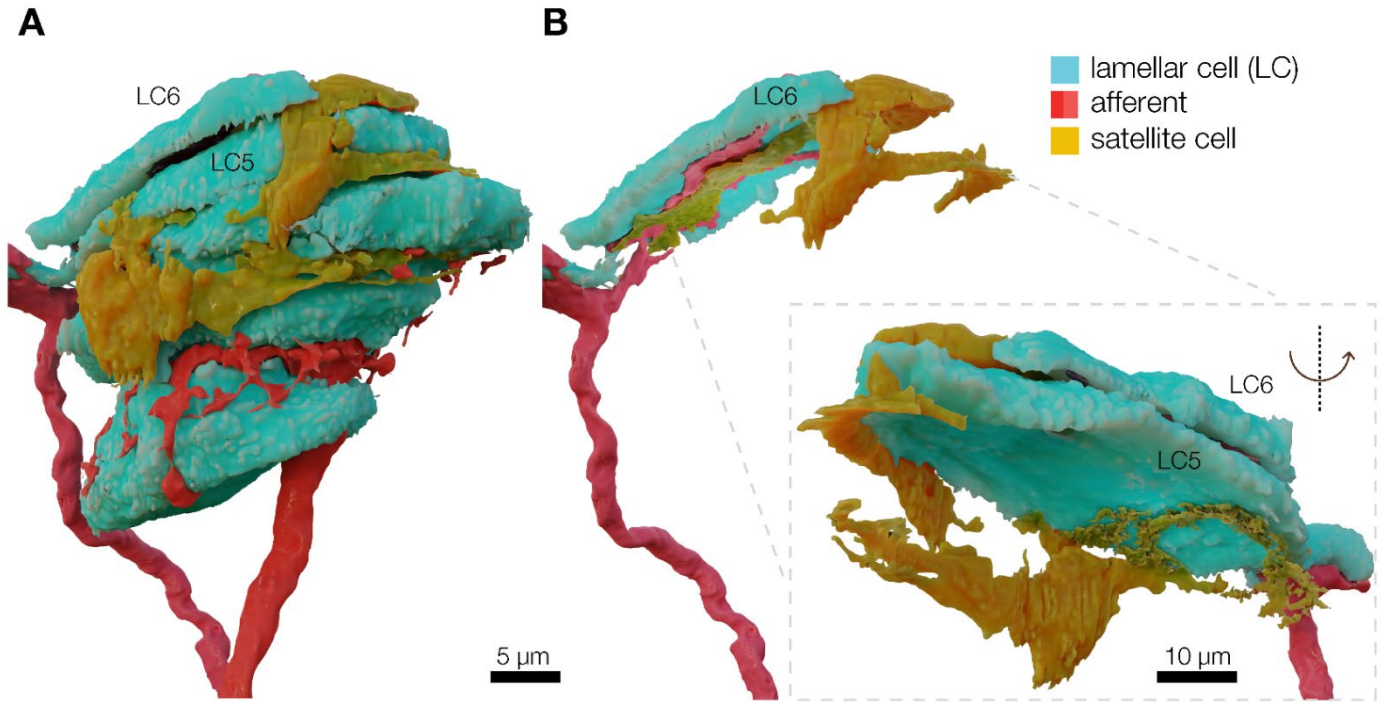 A
B
LC6
LC5
LC6
lamellar cell (LC)
afferent
satellite cell
LC6
LC5
5 µm
10 µm